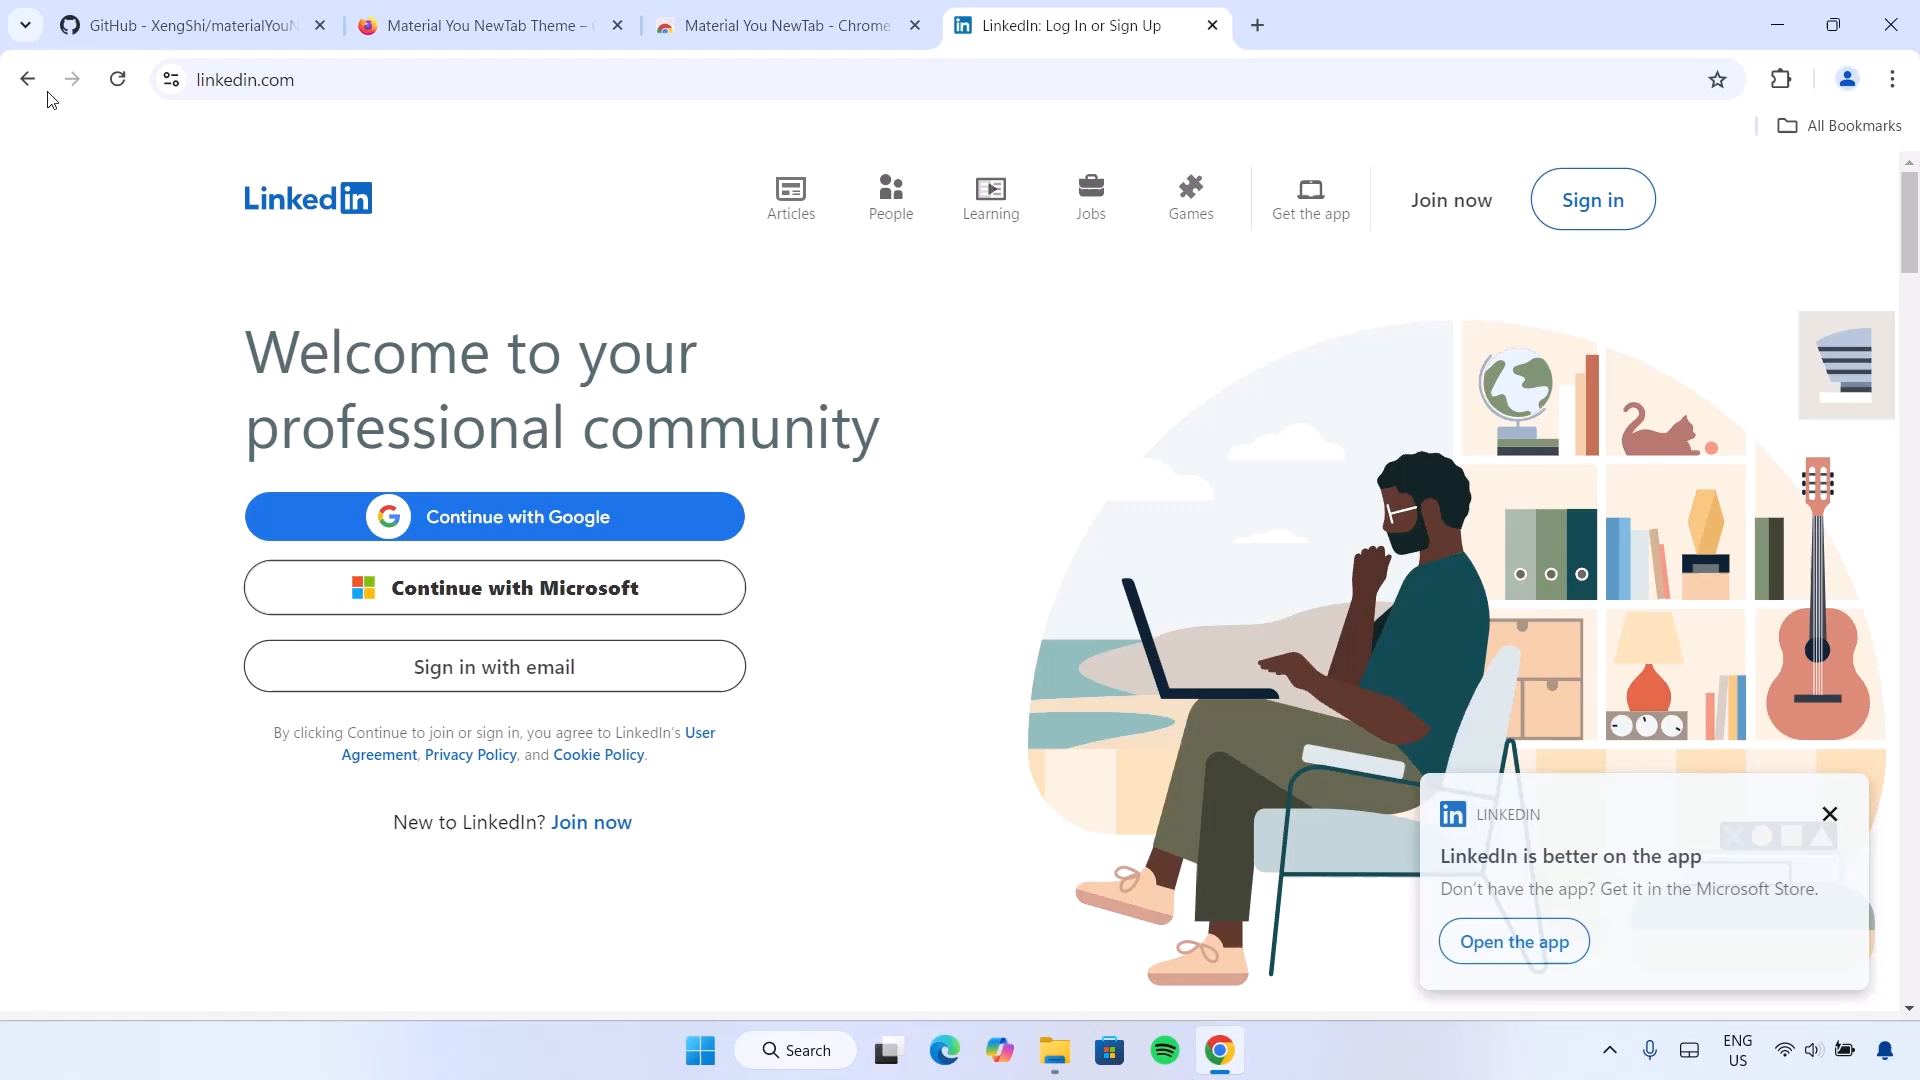 GitHub - XengShi/materialYouN
Material You NewTab Theme –
Material You NewTab - Chrome
LinkedIn: Log In or Sign Up
linkedin.com
All Bookmarks
Linkedin
Articles
People
Learning
Jobs
Games
Get the app
Join now
Sign in
Welcome to your
professional community
Continue with Google
Continue with Microsoft
Sign in with email
By clicking Continue to join or sign in, you agree to LinkedIn's User
Agreement, Privacy Policy, and Cookie Policy.
New to LinkedIn? Join now
in LINKEDIN
LinkedIn is better on the app
Don't have the app? Get it in the Microsoft Store.
Open the app
Search
ENG
US